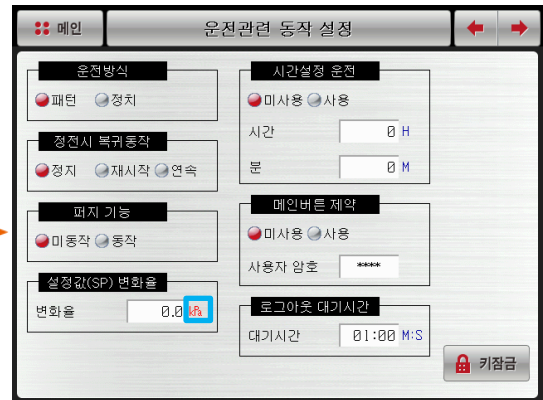 메인
운전관련 동작 설정
운전방식
패턴 정치
정전시 복귀동작
정지 재시작 연속
퍼지 기능
미동작 동작
설정값(SP) 변화율
변화율 0.0 kPa
시간설정 운전
미사용 사용
시간 0 H
분 0 M
메인버튼 제약
미사용 사용
사용자 암호 ****
로그아웃 대기시간
대기시간 01:00 M:S
키잠금